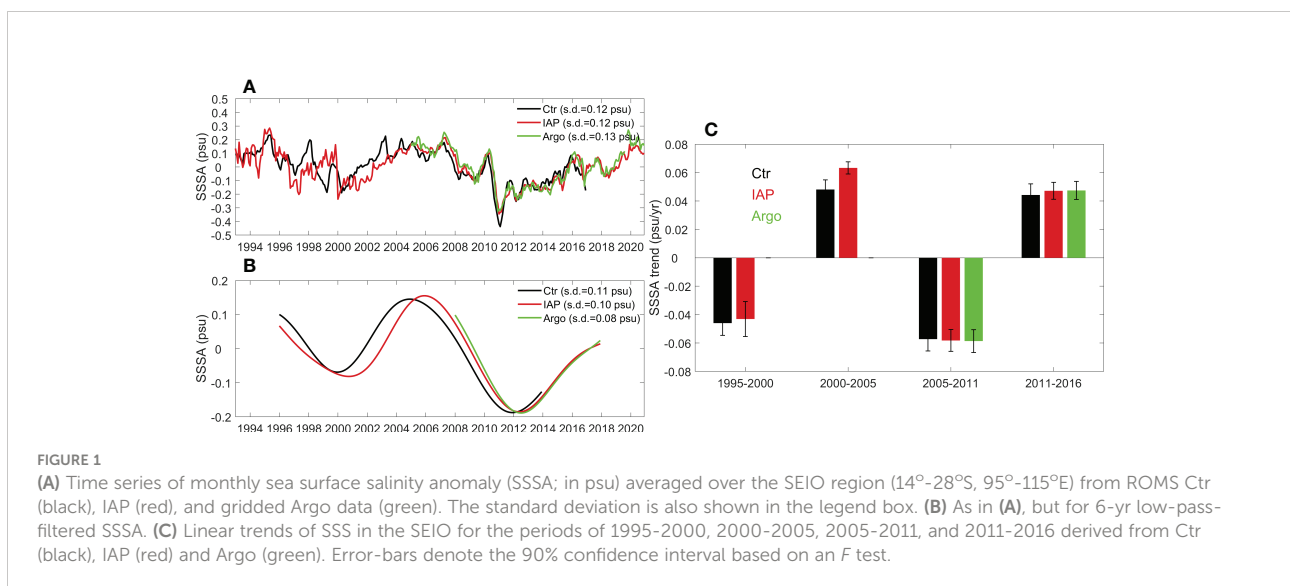 A
0.5
0.4
0.3
0.2
0.1
0
-0.1
-0.2
-0.3
-0.4
-0.5
SSSA (psu)
Ctr (s.d.=0.12 psu)
IAP (s.d.=0.12 psu)
Argo (s.d.=0.13 psu)
1994 1996 1998 2000 2002 2004 2006 2008 2010 2012 2014 2016 2018 2020
B
0.2
0.1
0
-0.1
-0.2
SSSA (psu)
Ctr (s.d.=0.11 psu)
IAP (s.d.=0.10 psu)
Argo (s.d.=0.08 psu)
1994 1996 1998 2000 2002 2004 2006 2008 2010 2012 2014 2016 2018 2020
C
0.08
0.06
0.04
0.02
0
-0.02
-0.04
-0.06
-0.08
SSSA trend (psu/yr)
Ctr
IAP
Argo
1995-2000 2000-2005 2005-2011 2011-2016
FIGURE 1
(A) Time series of monthly sea surface salinity anomaly (SSSA; in psu) averaged over the SEIO region (14°-28°S, 95°-115°E) from ROMS Ctr
(black), IAP (red), and gridded Argo data (green). The standard deviation is also shown in the legend box. (B) As in (A), but for 6-yr low-pass-
filtered SSSA. (C) Linear trends of SSS in the SEIO for the periods of 1995-2000, 2000-2005, 2005-2011, and 2011-2016 derived from Ctr
(black), IAP (red) and Argo (green). Error-bars denote the 90% confidence interval based on an F test.